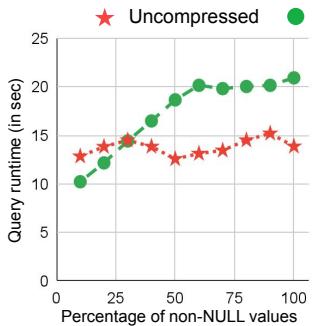 Uncompressed
25
20
15
10
5
0
0 25 50 75 100
Query runtime (in sec)
Percentage of non-NULL values